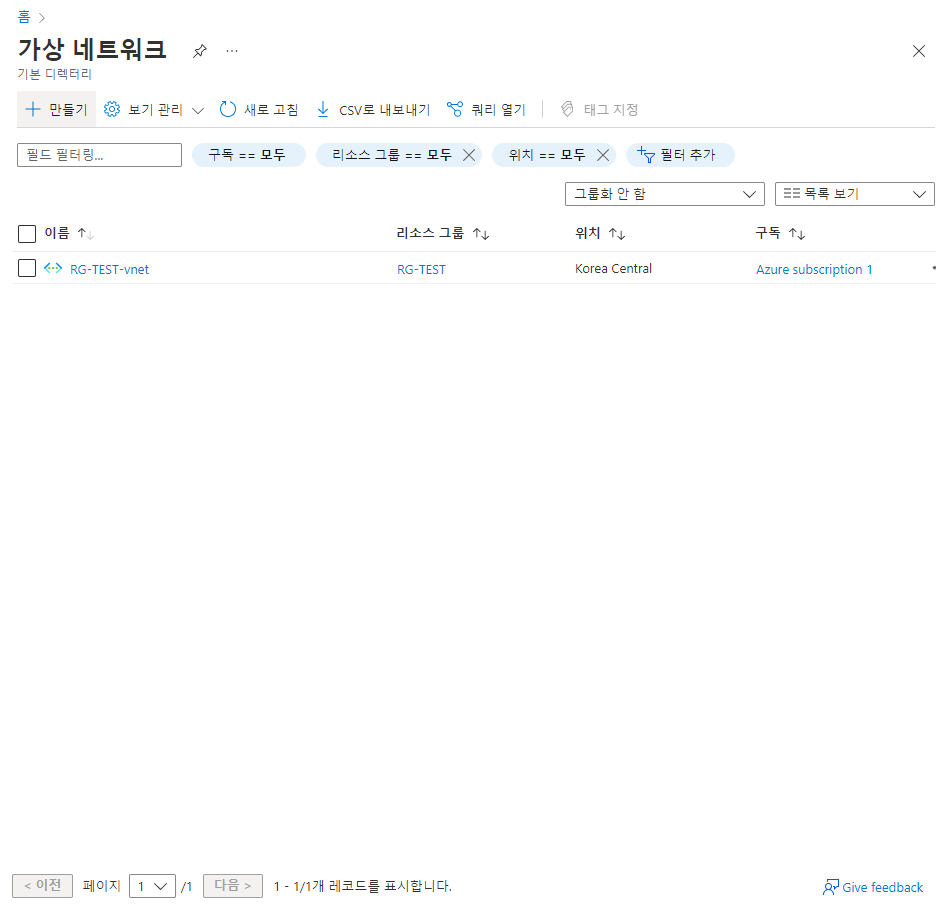 홈
가상 네트워크
기본 디렉터리
만들기 보기 관리 새로 고침 CSV로 내보내기 쿼리 열기 태그 지정
필드 필터링... 구독 == 모두 리소스 그룹 == 모두 위치 == 모두 필터 추가
그룹화 안 함 목록 보기
이름 리소스 그룹 위치 구독
RG-TEST-vnet RG-TEST Korea Central Azure subscription 1
< 이전 페이지 1 /1 다음 > 1 - 1/1개 레코드를 표시합니다. Give feedback